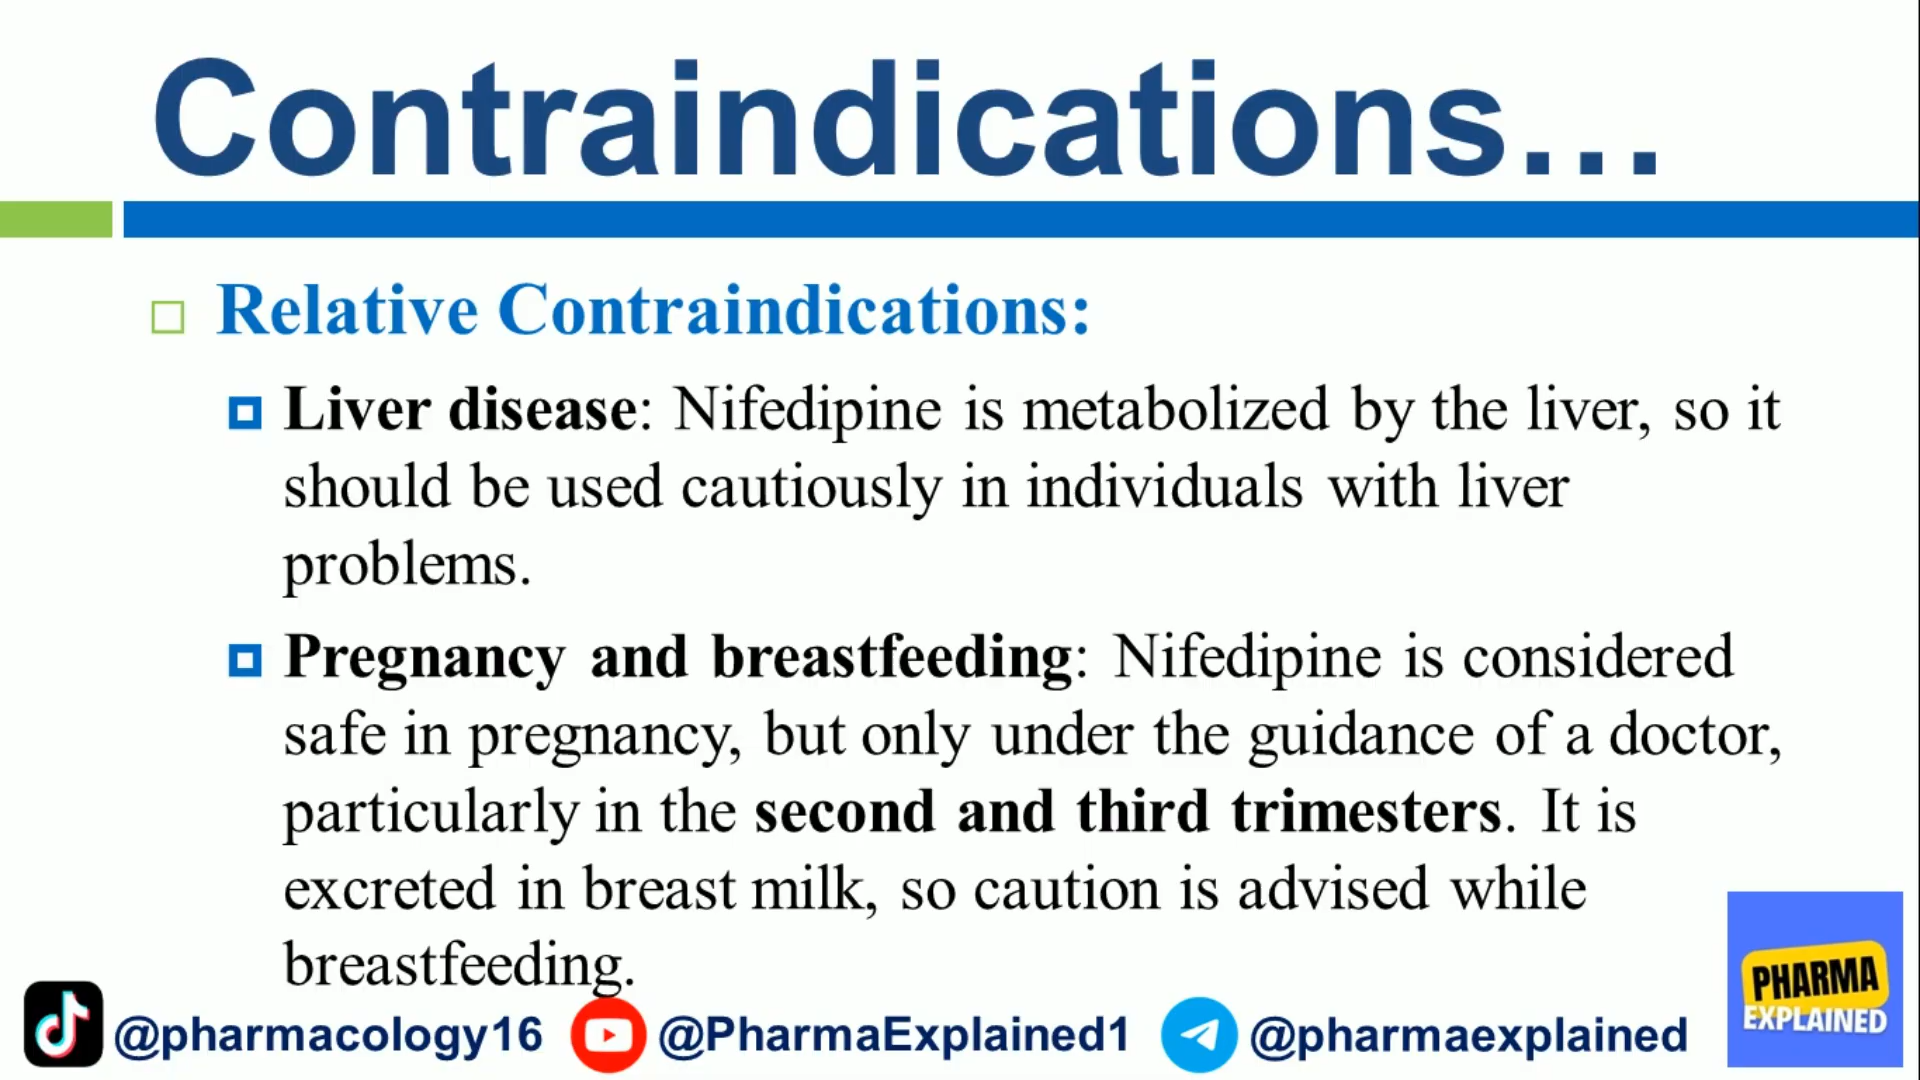 Contraindications...
Relative Contraindications:
Liver disease: Nifedipine is metabolized by the liver, so it
should be used cautiously in individuals with liver
problems.
Pregnancy and breastfeeding: Nifedipine is considered
safe in pregnancy, but only under the guidance of a doctor,
particularly in the second and third trimesters. It is
excreted in breast milk, so caution is advised while
breastfeeding.
@pharmacology16 @PharmaExplained1 @pharmaexplained
PHARMA
EXPLAINED